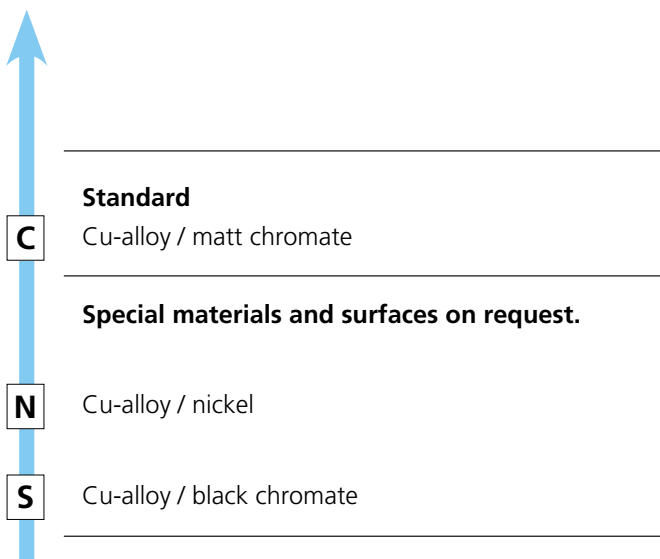 Standard
C Cu-alloy / matt chromate
Special materials and surfaces on request.
N Cu-alloy / nickel
S Cu-alloy / black chromate